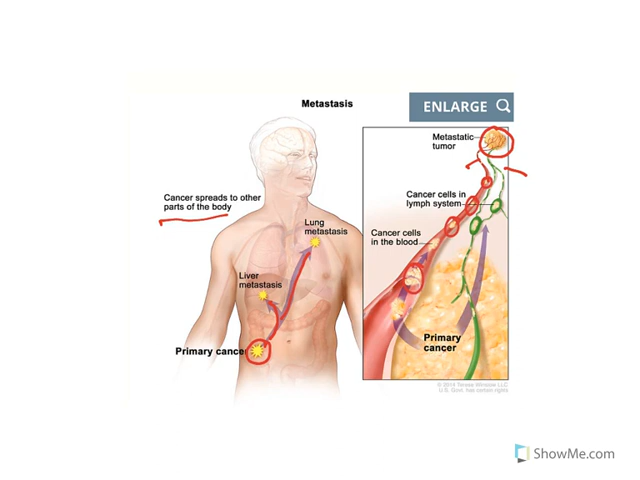 Metastasis
ENLARGE
Cancer spreads to other
parts of the body
Lung
metastasis
Liver
metastasis
Primary cancer
Metastatic
tumor
Cancer cells in
lymph system
Cancer cells
in the blood
Primary
cancer
© 2014 Terese Winslow LLC
U.S. Govt. has certain rights
ShowMe.com